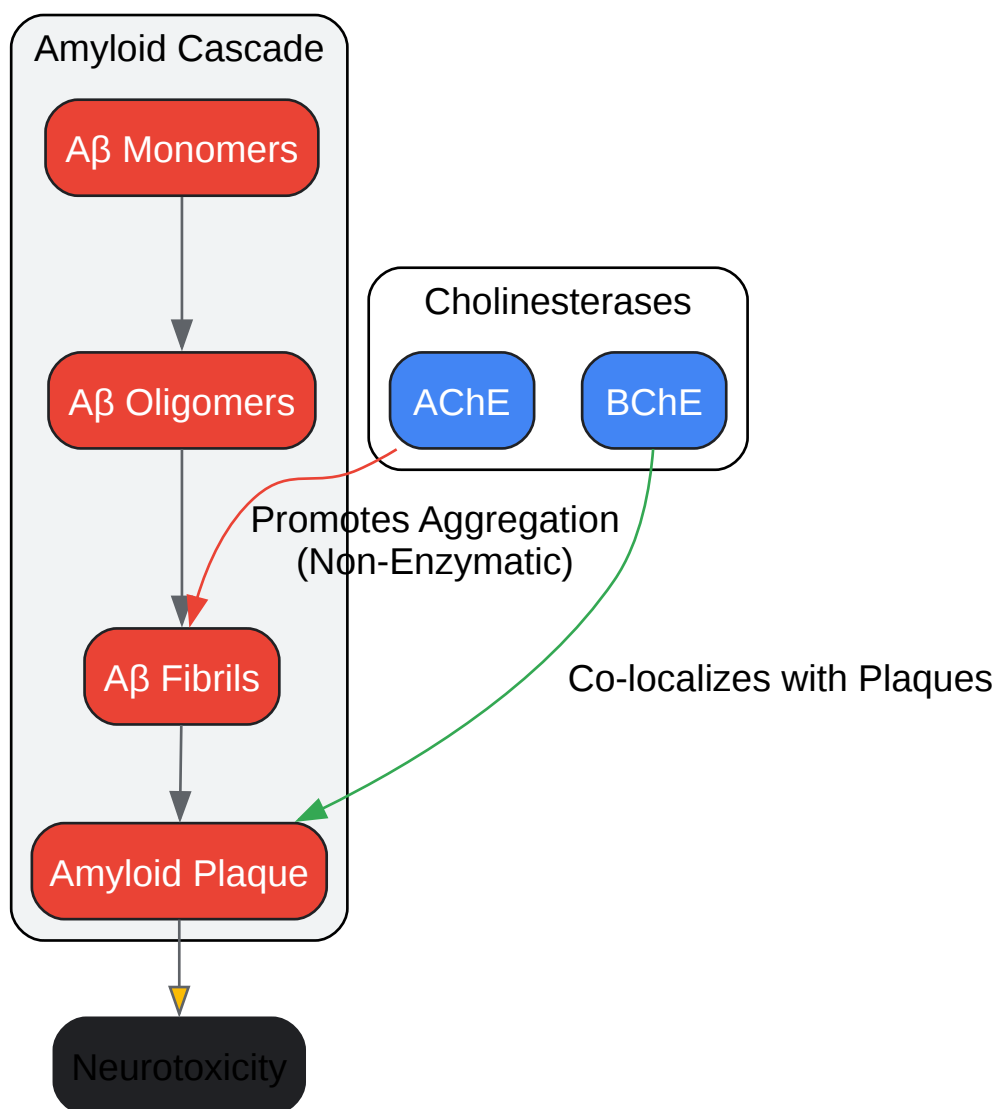 Amyloid Cascade
Aβ Monomers
Cholinesterases
Aβ Oligomers
AChE
BChE
Promotes Aggregation
(Non-Enzymatic)
Aβ Fibrils
Co-localizes with Plaques
Amyloid Plaque
Neurotoxicity